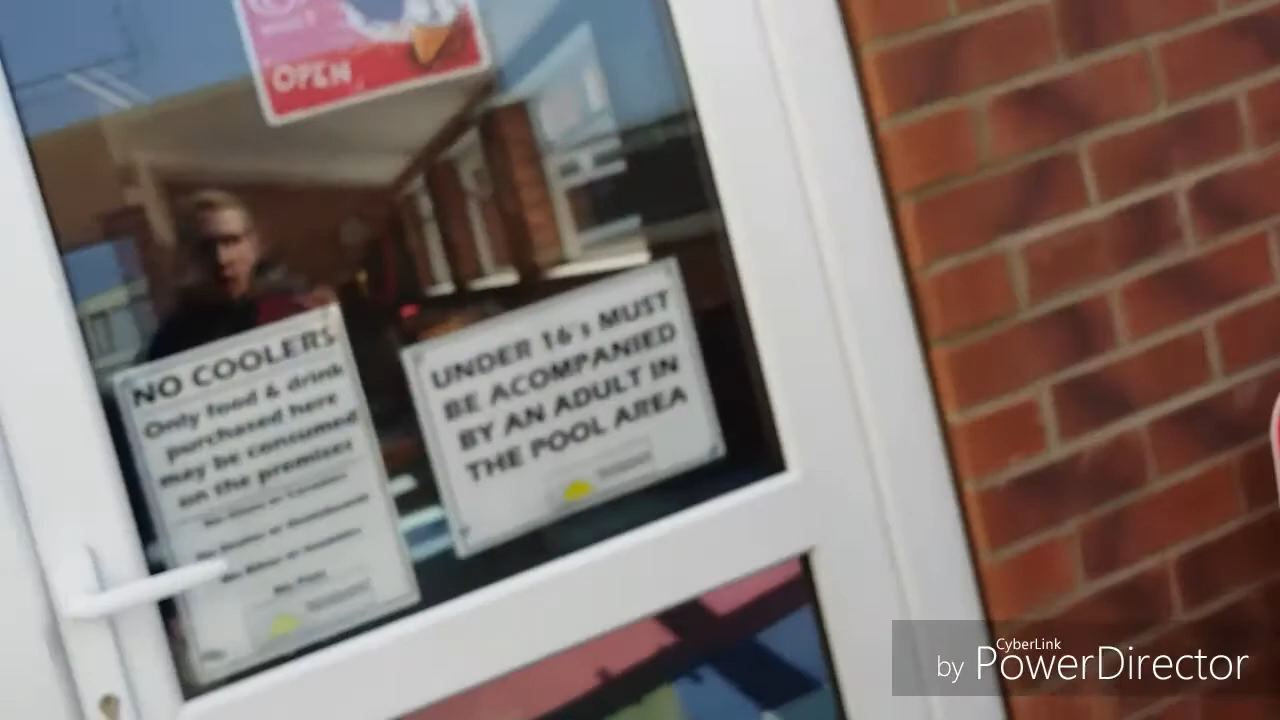 OPEN
NO COOLERS
Only food & drink
purchased here
may be consumed
on the premises
UNDER 16's MUST
BE ACOMPANIED
BY AN ADULT IN
THE POOL AREA
CyberLink
by PowerDirector